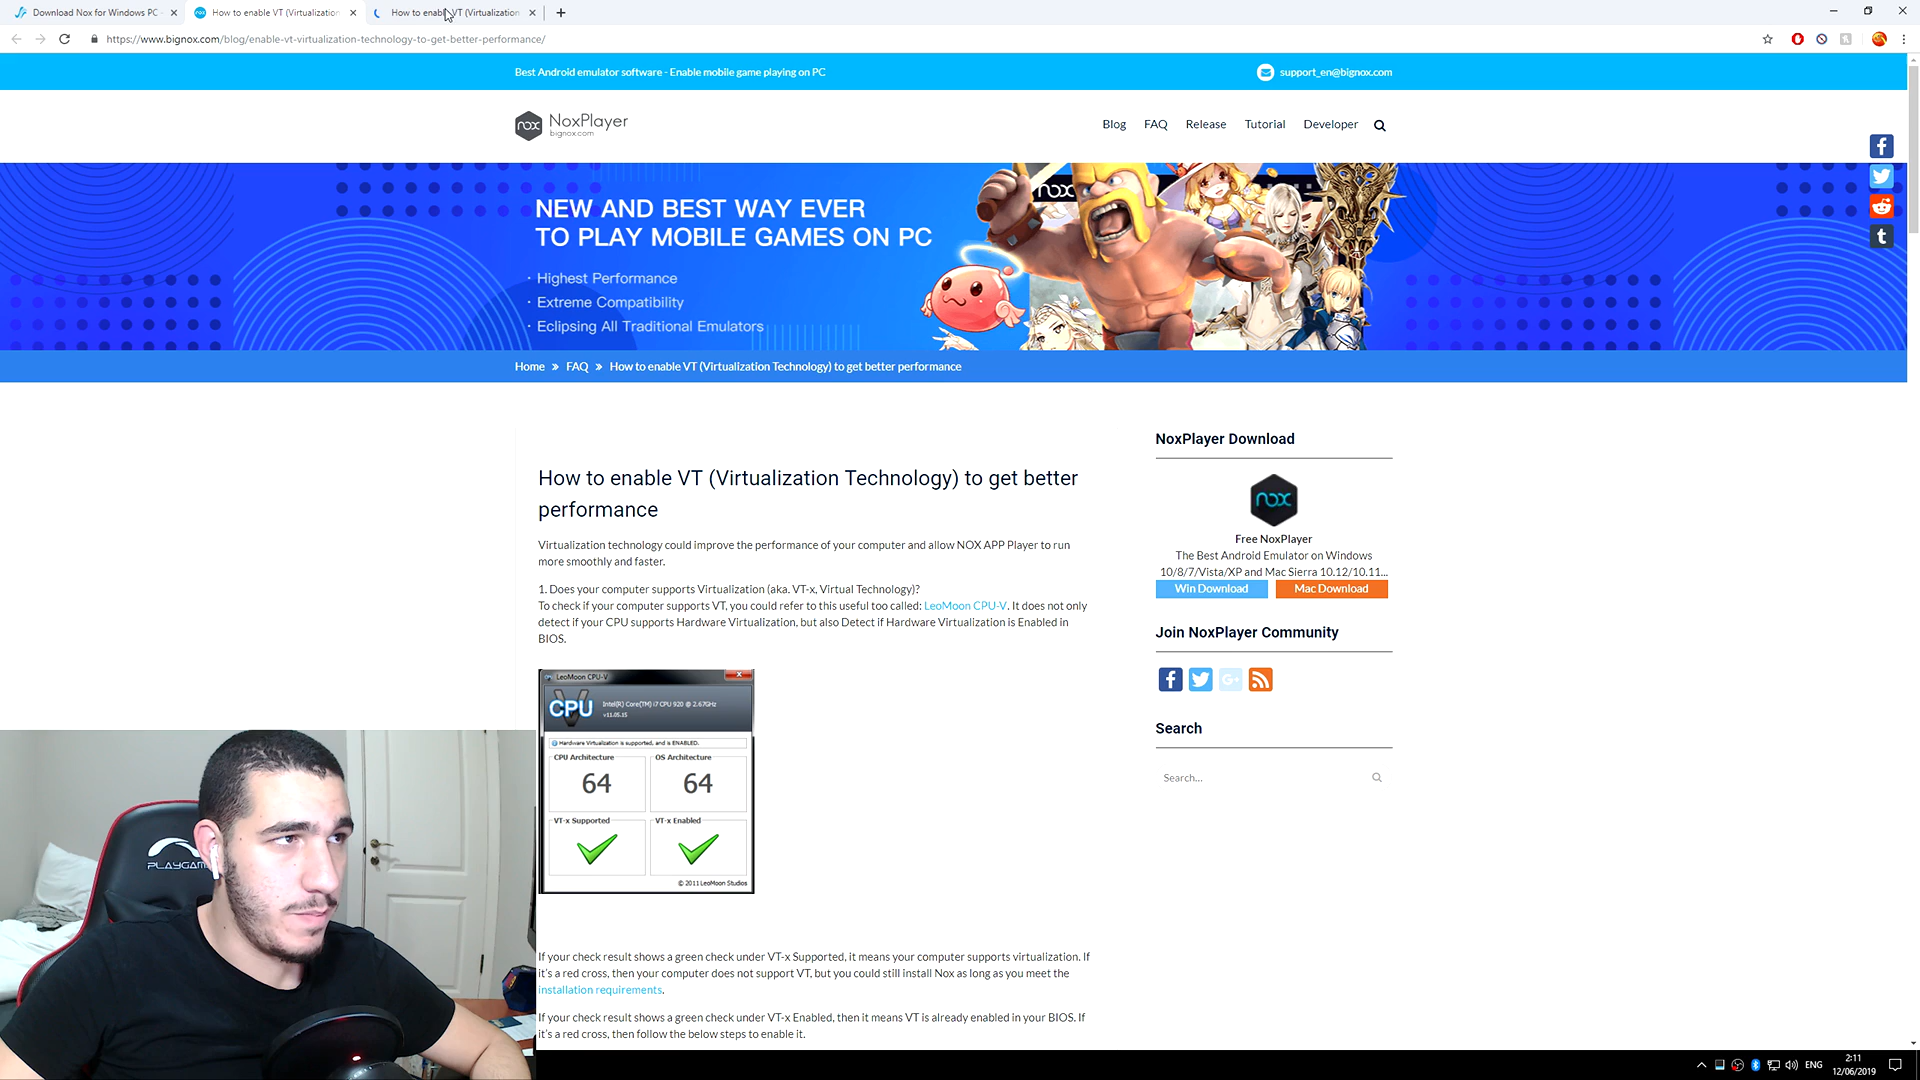 Download Nox for Windows PC
How to enable VT (Virtualization
How to enable VT (Virtualization
https://www.bignox.com/blog/enable-vt-virtualization-technology-to-get-better-performance/
Best Android emulator software - Enable mobile game playing on PC
support_en@bignox.com
nox
NoxPlayer
bignox.com
Blog
FAQ
Release
Tutorial
Developer
nox
NEW AND BEST WAY EVER
TO PLAY MOBILE GAMES ON PC
· Highest Performance
· Extreme Compatibility
· Eclipsing All Traditional Emulators
Home » FAQ » How to enable VT (Virtualization Technology) to get better performance
How to enable VT (Virtualization Technology) to get better
performance
Virtualization technology could improve the performance of your computer and allow NOX APP Player to run
more smoothly and faster.
1. Does your computer supports Virtualization (aka. VT-x, Virtual Technology)?
To check if your computer supports VT, you could refer to this useful too called: LeoMoon CPU-V. It does not only
detect if your CPU supports Hardware Virtualization, but also Detect if Hardware Virtualization is Enabled in
BIOS.
LeoMoon CPU-V
CPU
V
Intel(R) Core(TM) i7 CPU 920 @ 2.67GHz
v11.05.15
Hardware Virtualization is supported, and is ENABLED.
CPU Architecture
OS Architecture
64
64
VT-x Supported
VT-x Enabled
© 2011 LeoMoon Studios
If your check result shows a green check under VT-x Supported, it means your computer supports virtualization. If
it's a red cross, then your computer does not support VT, but you could still install Nox as long as you meet the
installation requirements.
If your check result shows a green check under VT-x Enabled, then it means VT is already enabled in your BIOS. If
it's a red cross, then follow the below steps to enable it.
NoxPlayer Download
nox
Free NoxPlayer
The Best Android Emulator on Windows
10/8/7/Vista/XP and Mac Sierra 10.12/10.11...
Win Download
Mac Download
Join NoxPlayer Community
G+
Search
Search...
PLAYGAM
ENG
2:11
12/06/2019